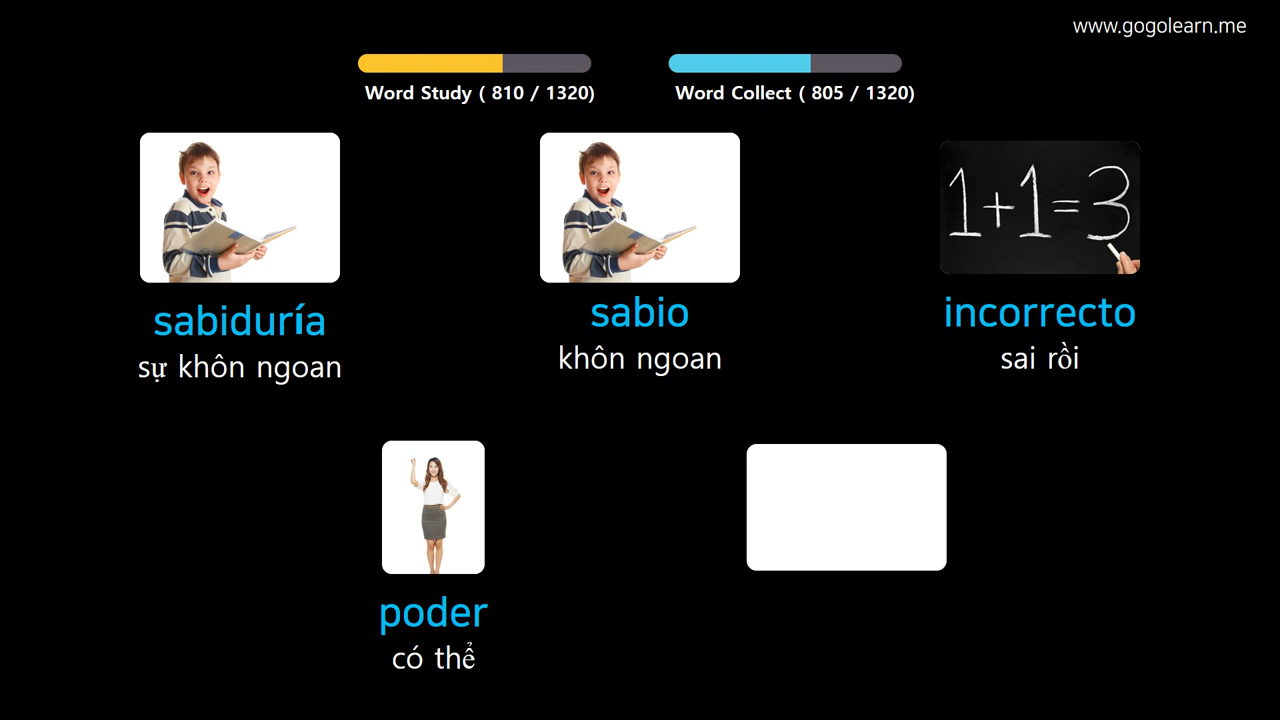 www.gogolearn.me
Word Study ( 810 / 1320)
Word Collect ( 805 / 1320)
1+1=3
sabiduría
sự khôn ngoan
sabio
khôn ngoan
incorrecto
sai rồi
poder
có thể